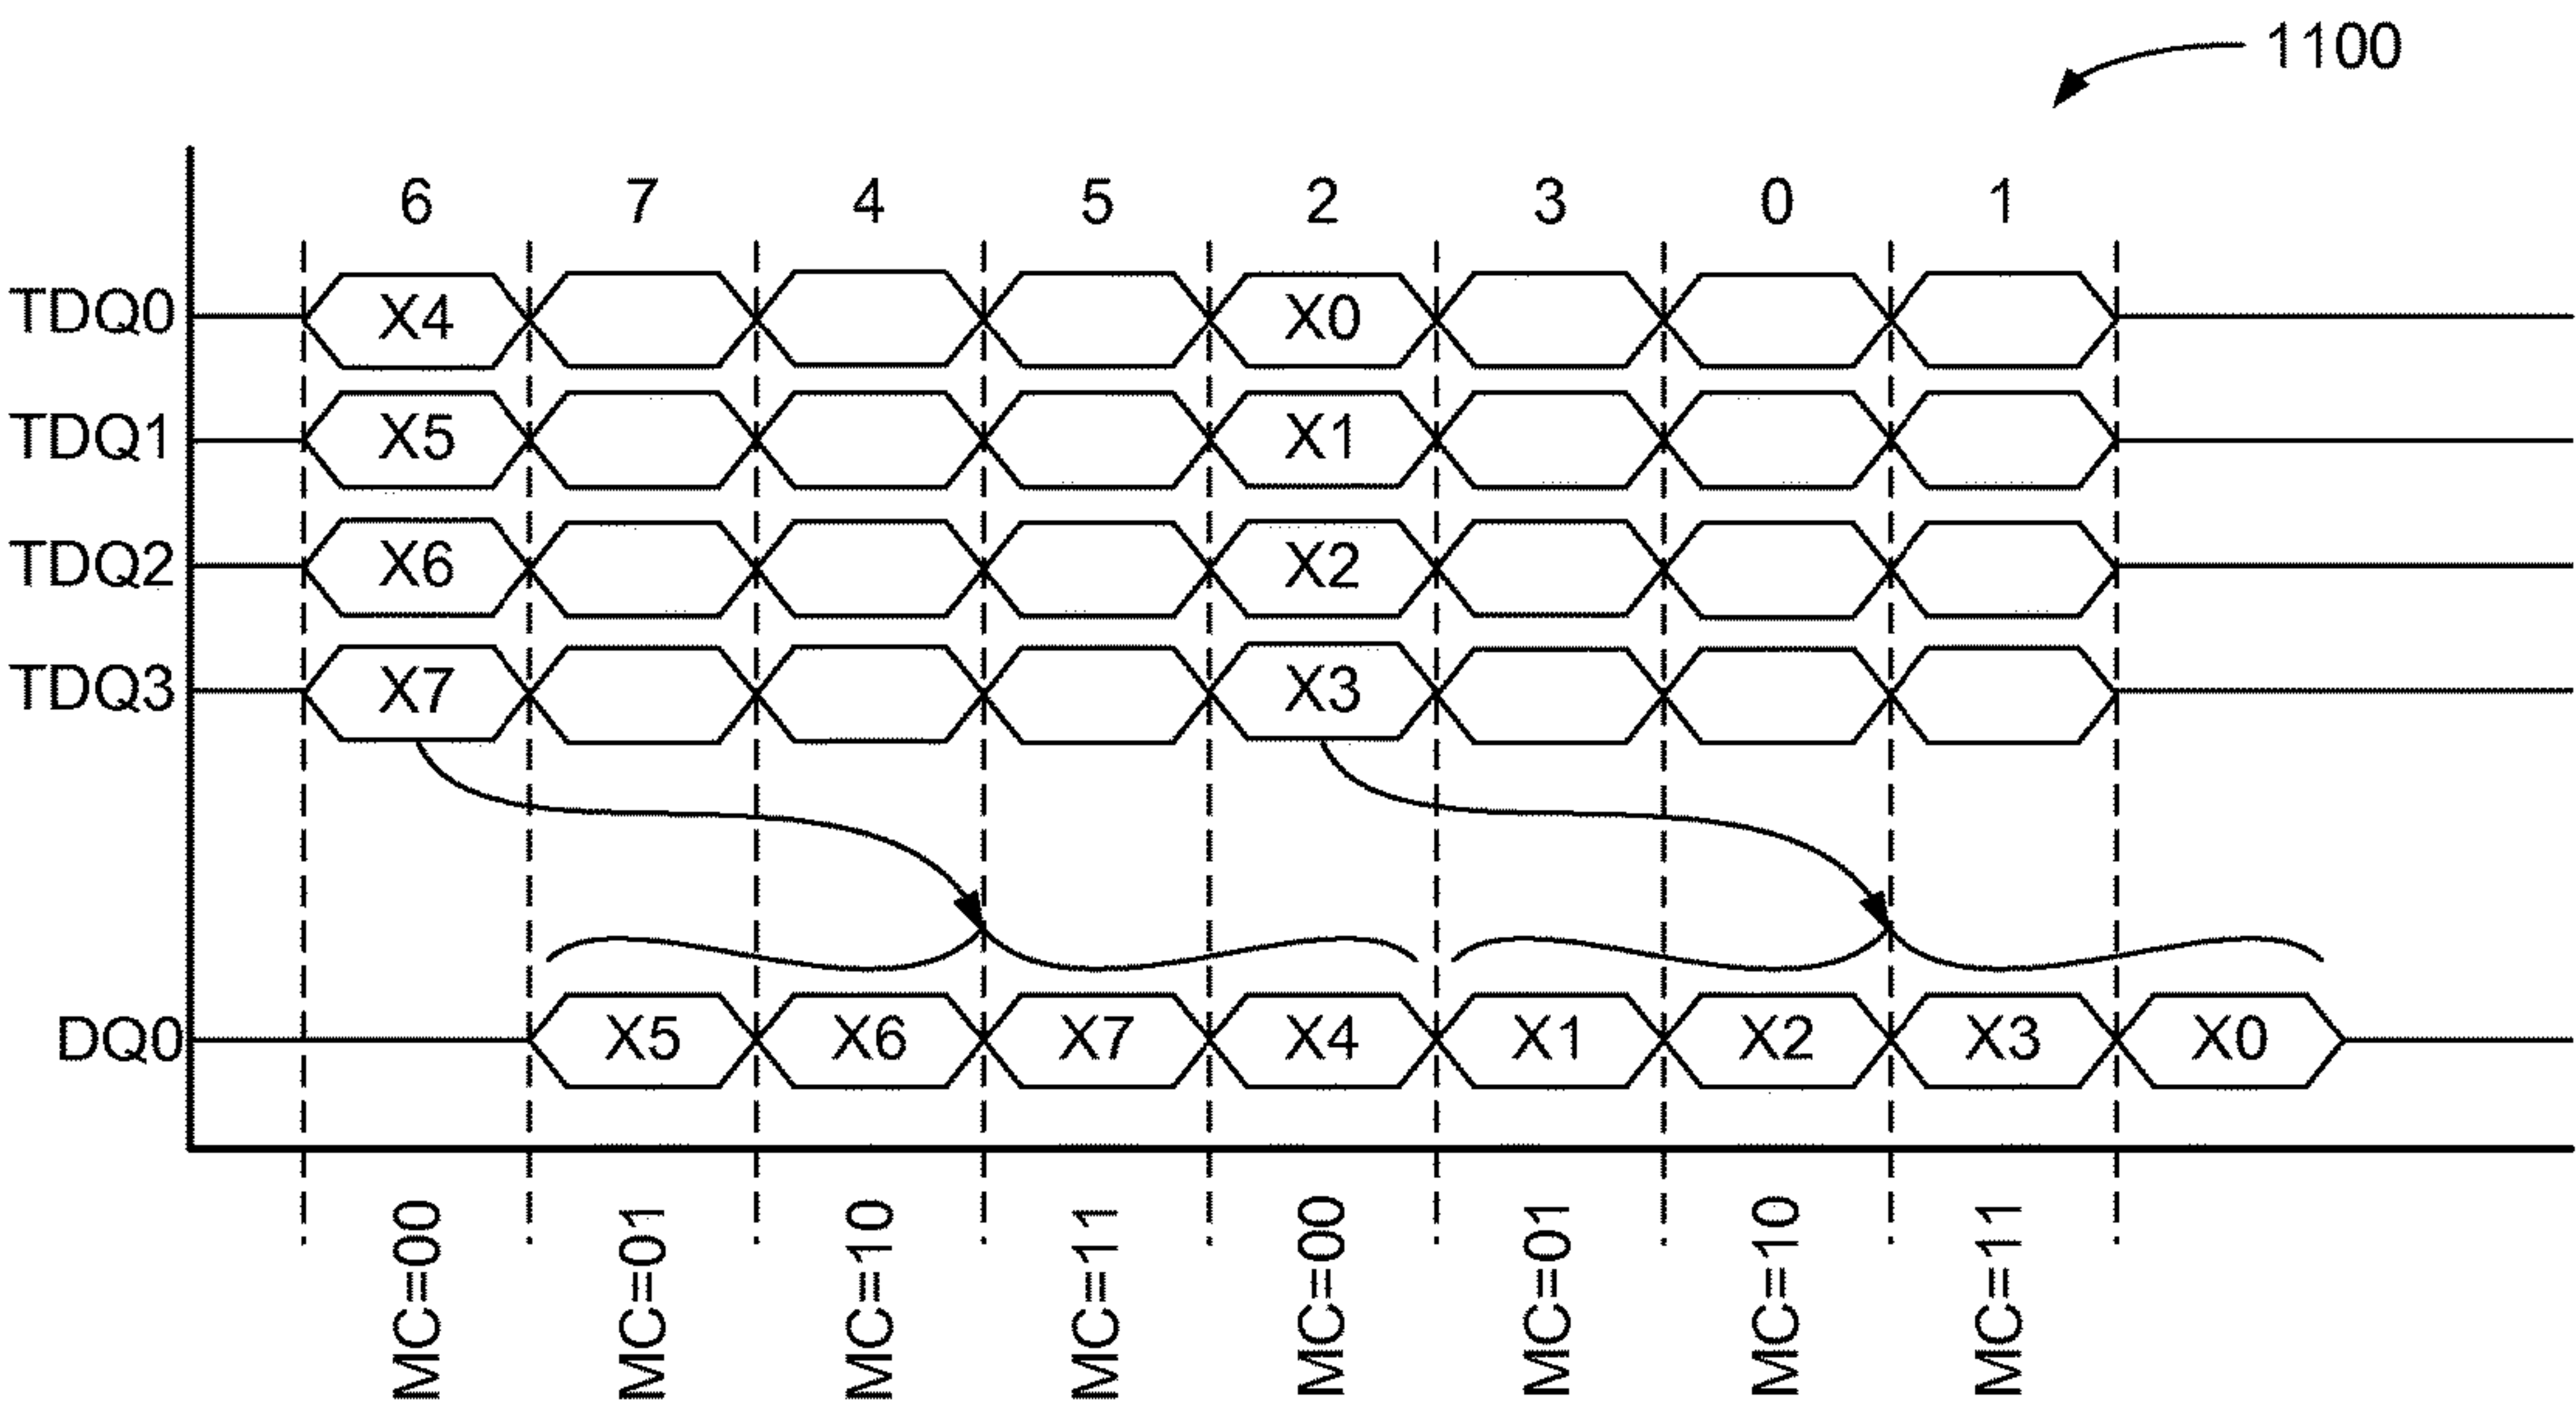 1100
6 7 4 5 2 3 0 1
TDQ0 X4 X0
TDQ1 X5 X1
TDQ2 X6 X2
TDQ3 X7 X3
DQ0 X5 X6 X7 X4 X1 X2 X3 X0
MC=00 MC=01 MC=10 MC=11 MC=00 MC=01 MC=10 MC=11